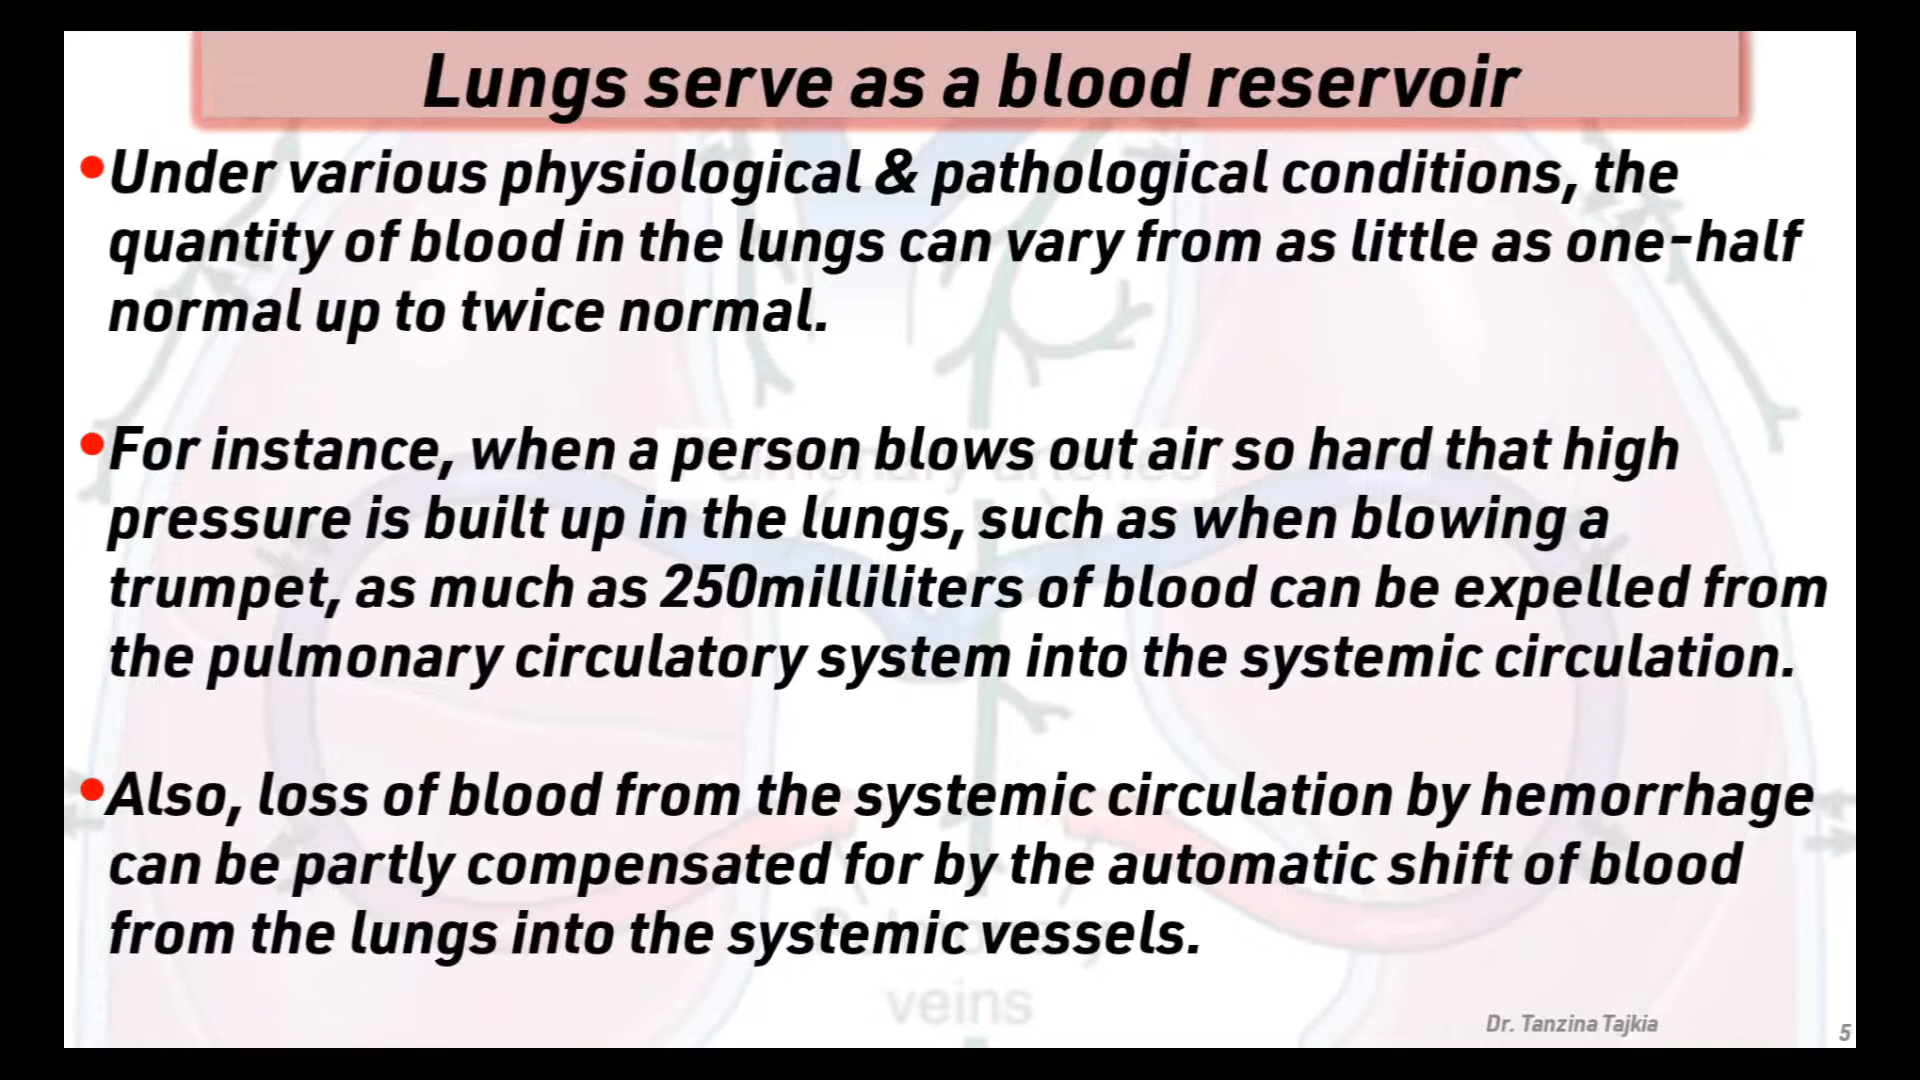 Lungs serve as a blood reservoir
•Under various physiological & pathological conditions, the
quantity of blood in the lungs can vary from as little as one-half
normal up to twice normal.
•For instance, when a person blows out air so hard that high
pressure is built up in the lungs, such as when blowing a
trumpet, as much as 250milliliters of blood can be expelled from
the pulmonary circulatory system into the systemic circulation.
•Also, loss of blood from the systemic circulation by hemorrhage
can be partly compensated for by the automatic shift of blood
from the lungs into the systemic vessels.
veins
Dr. Tanzina Tajkia
5